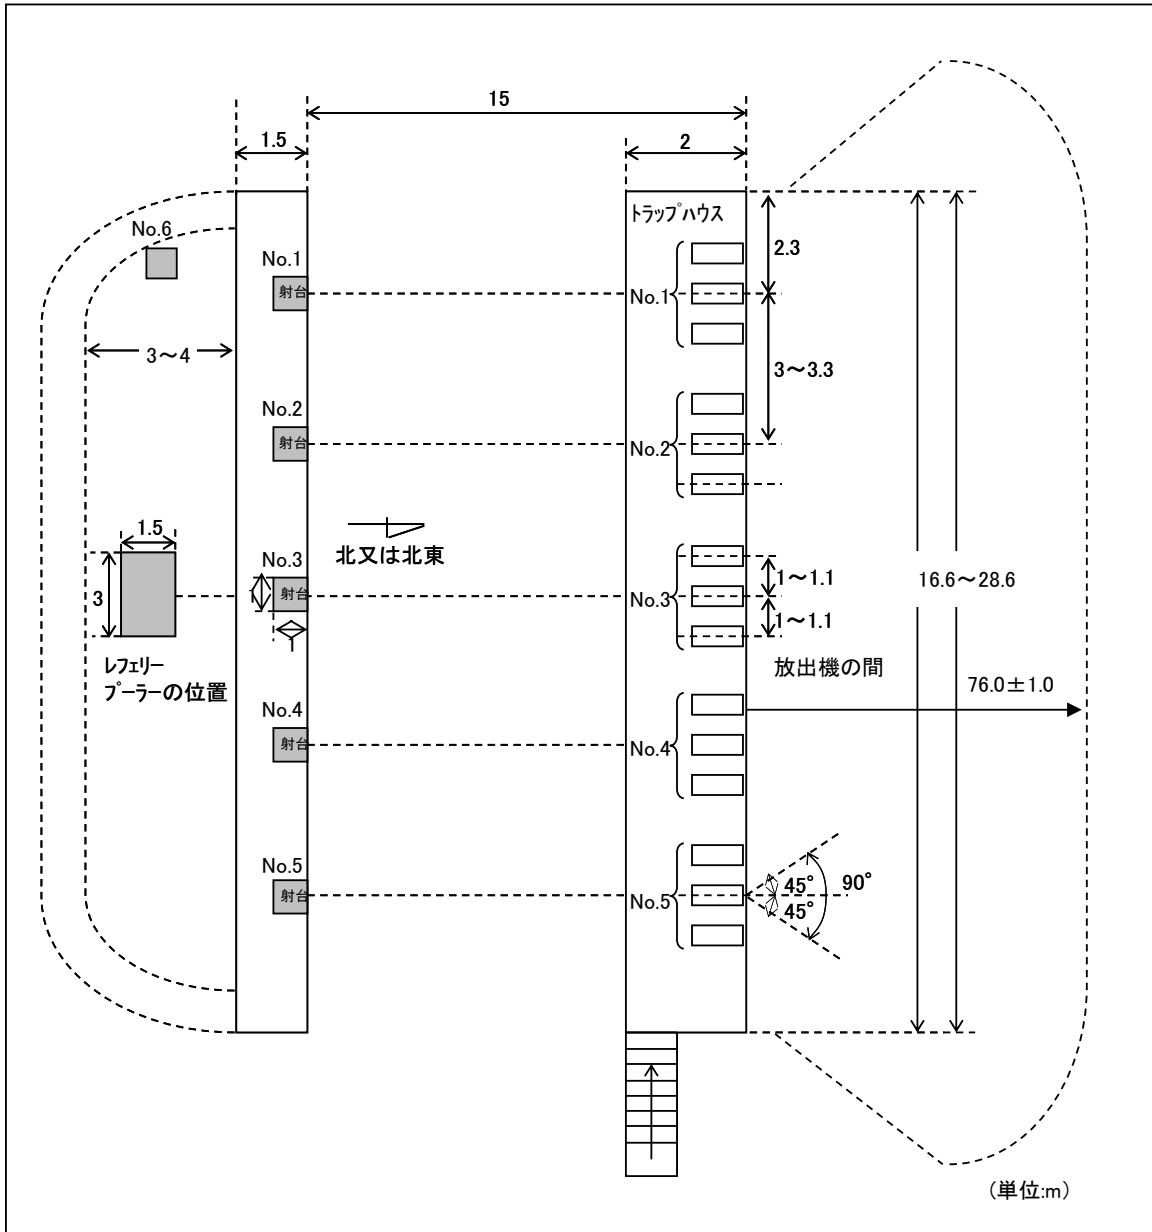 15
1.5
2
No.6
トラップハウス
No.1
2.3
射台
No.1
3～4
3～3.3
No.2
射台
No.2
1.5
北又は北東
No.3
1～1.1
16.6～28.6
3
1
射台
No.3
1～1.1
1
レフェリー
プーラーの位置
放出機の間
76.0±1.0
No.4
射台
No.4
No.5
45°
90°
射台
No.5
45°
(単位:m)